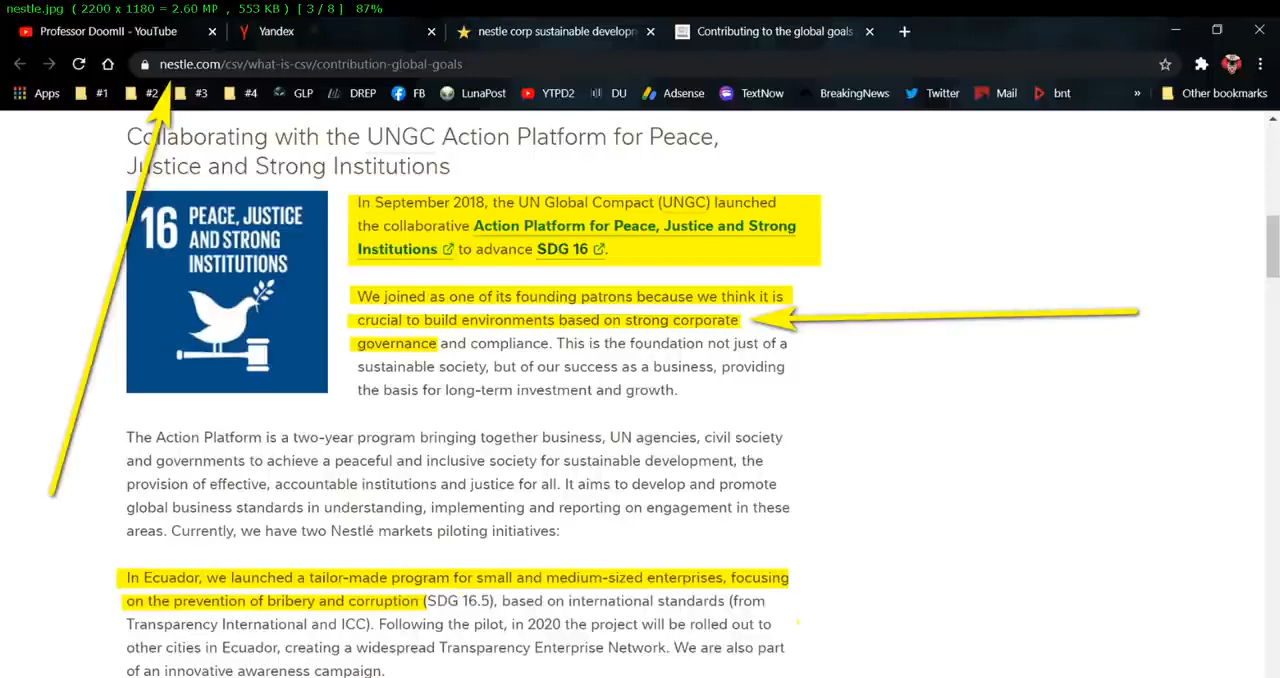 nestle.jpg ( 2200 x 1180 = 2.60 MP , 553 KB ) [ 3 / 8 ] 87%
Professor DoomII - YouTube
Yandex
nestle corp sustainable developm
Contributing to the global goals
nestle.com/csv/what-is-csv/contribution-global-goals
Apps #1 #2 #3 #4 GLP DREP FB LunaPost YTPD2 DU Adsense TextNow BreakingNews Twitter Mail bnt » Other bookmarks
Collaborating with the UNGC Action Platform for Peace,
Justice and Strong Institutions
16 PEACE, JUSTICE
AND STRONG
INSTITUTIONS
In September 2018, the UN Global Compact (UNGC) launched
the collaborative Action Platform for Peace, Justice and Strong
Institutions to advance SDG 16.
We joined as one of its founding patrons because we think it is
crucial to build environments based on strong corporate
governance and compliance. This is the foundation not just of a
sustainable society, but of our success as a business, providing
the basis for long-term investment and growth.
The Action Platform is a two-year program bringing together business, UN agencies, civil society
and governments to achieve a peaceful and inclusive society for sustainable development, the
provision of effective, accountable institutions and justice for all. It aims to develop and promote
global business standards in understanding, implementing and reporting on engagement in these
areas. Currently, we have two Nestlé markets piloting initiatives:
In Ecuador, we launched a tailor-made program for small and medium-sized enterprises, focusing
on the prevention of bribery and corruption (SDG 16.5), based on international standards (from
Transparency International and ICC). Following the pilot, in 2020 the project will be rolled out to
other cities in Ecuador, creating a widespread Transparency Enterprise Network. We are also part
of an innovative awareness campaign.